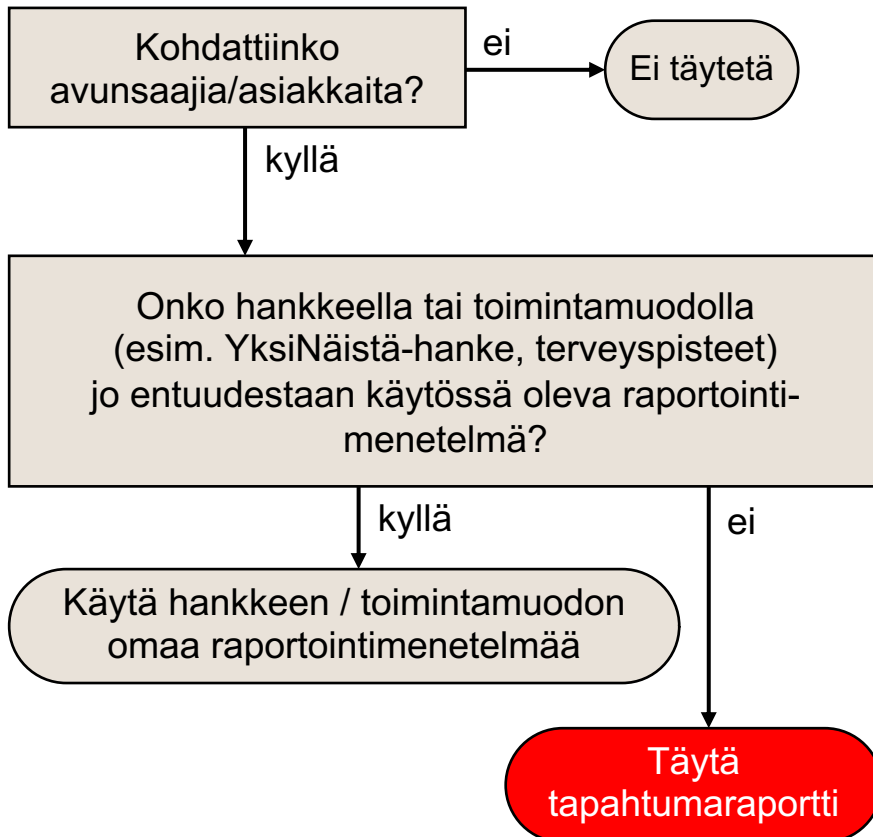 Kohdattiinko
avunsaajia/asiakkaita?
ei
Ei täytetä
kyllä
Onko hankkeella tai toimintamuodolla
(esim. YksiNäistä-hanke, terveyspisteet)
jo entuudestaan käytössä oleva raportointi-
menetelmä?
kyllä
ei
Käytä hankkeen / toimintamuodon
omaa raportointimenetelmää
Täytä
tapahtumaraportti